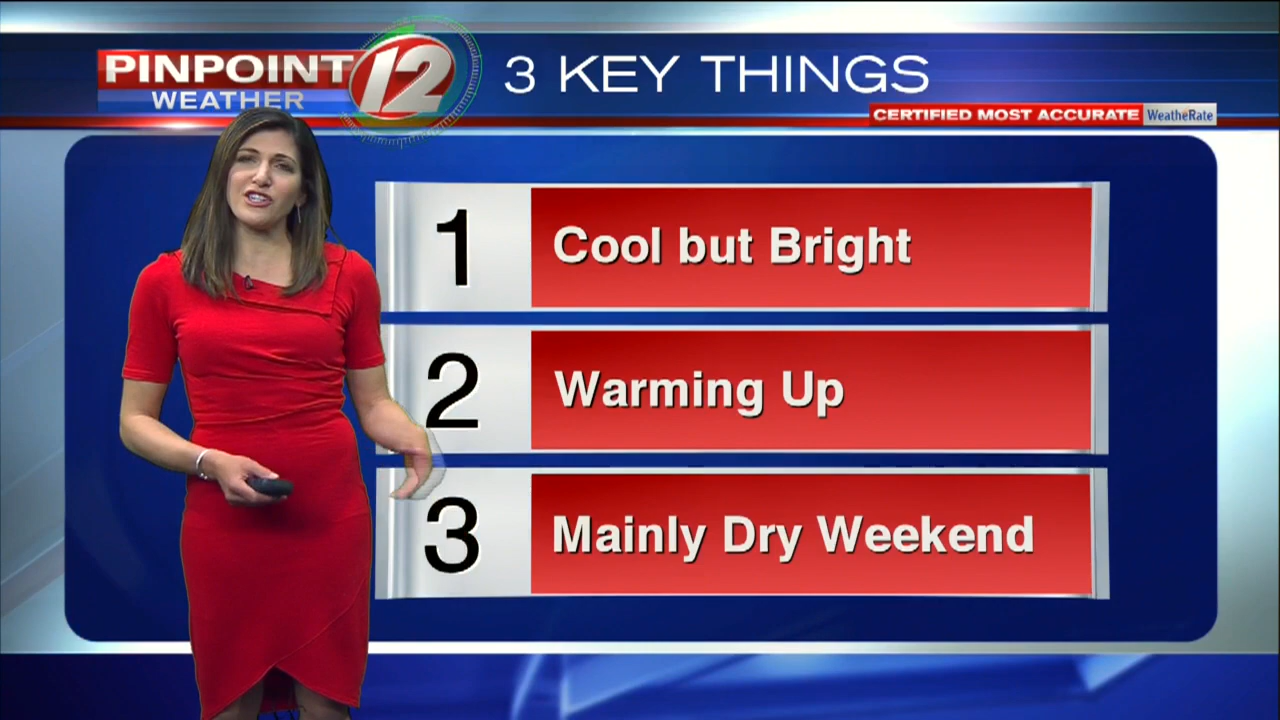 PINPOINT 12
WEATHER
3 KEY THINGS
CERTIFIED MOST ACCURATE WeatheRate
1 Cool but Bright
2 Warming Up
3 Mainly Dry Weekend